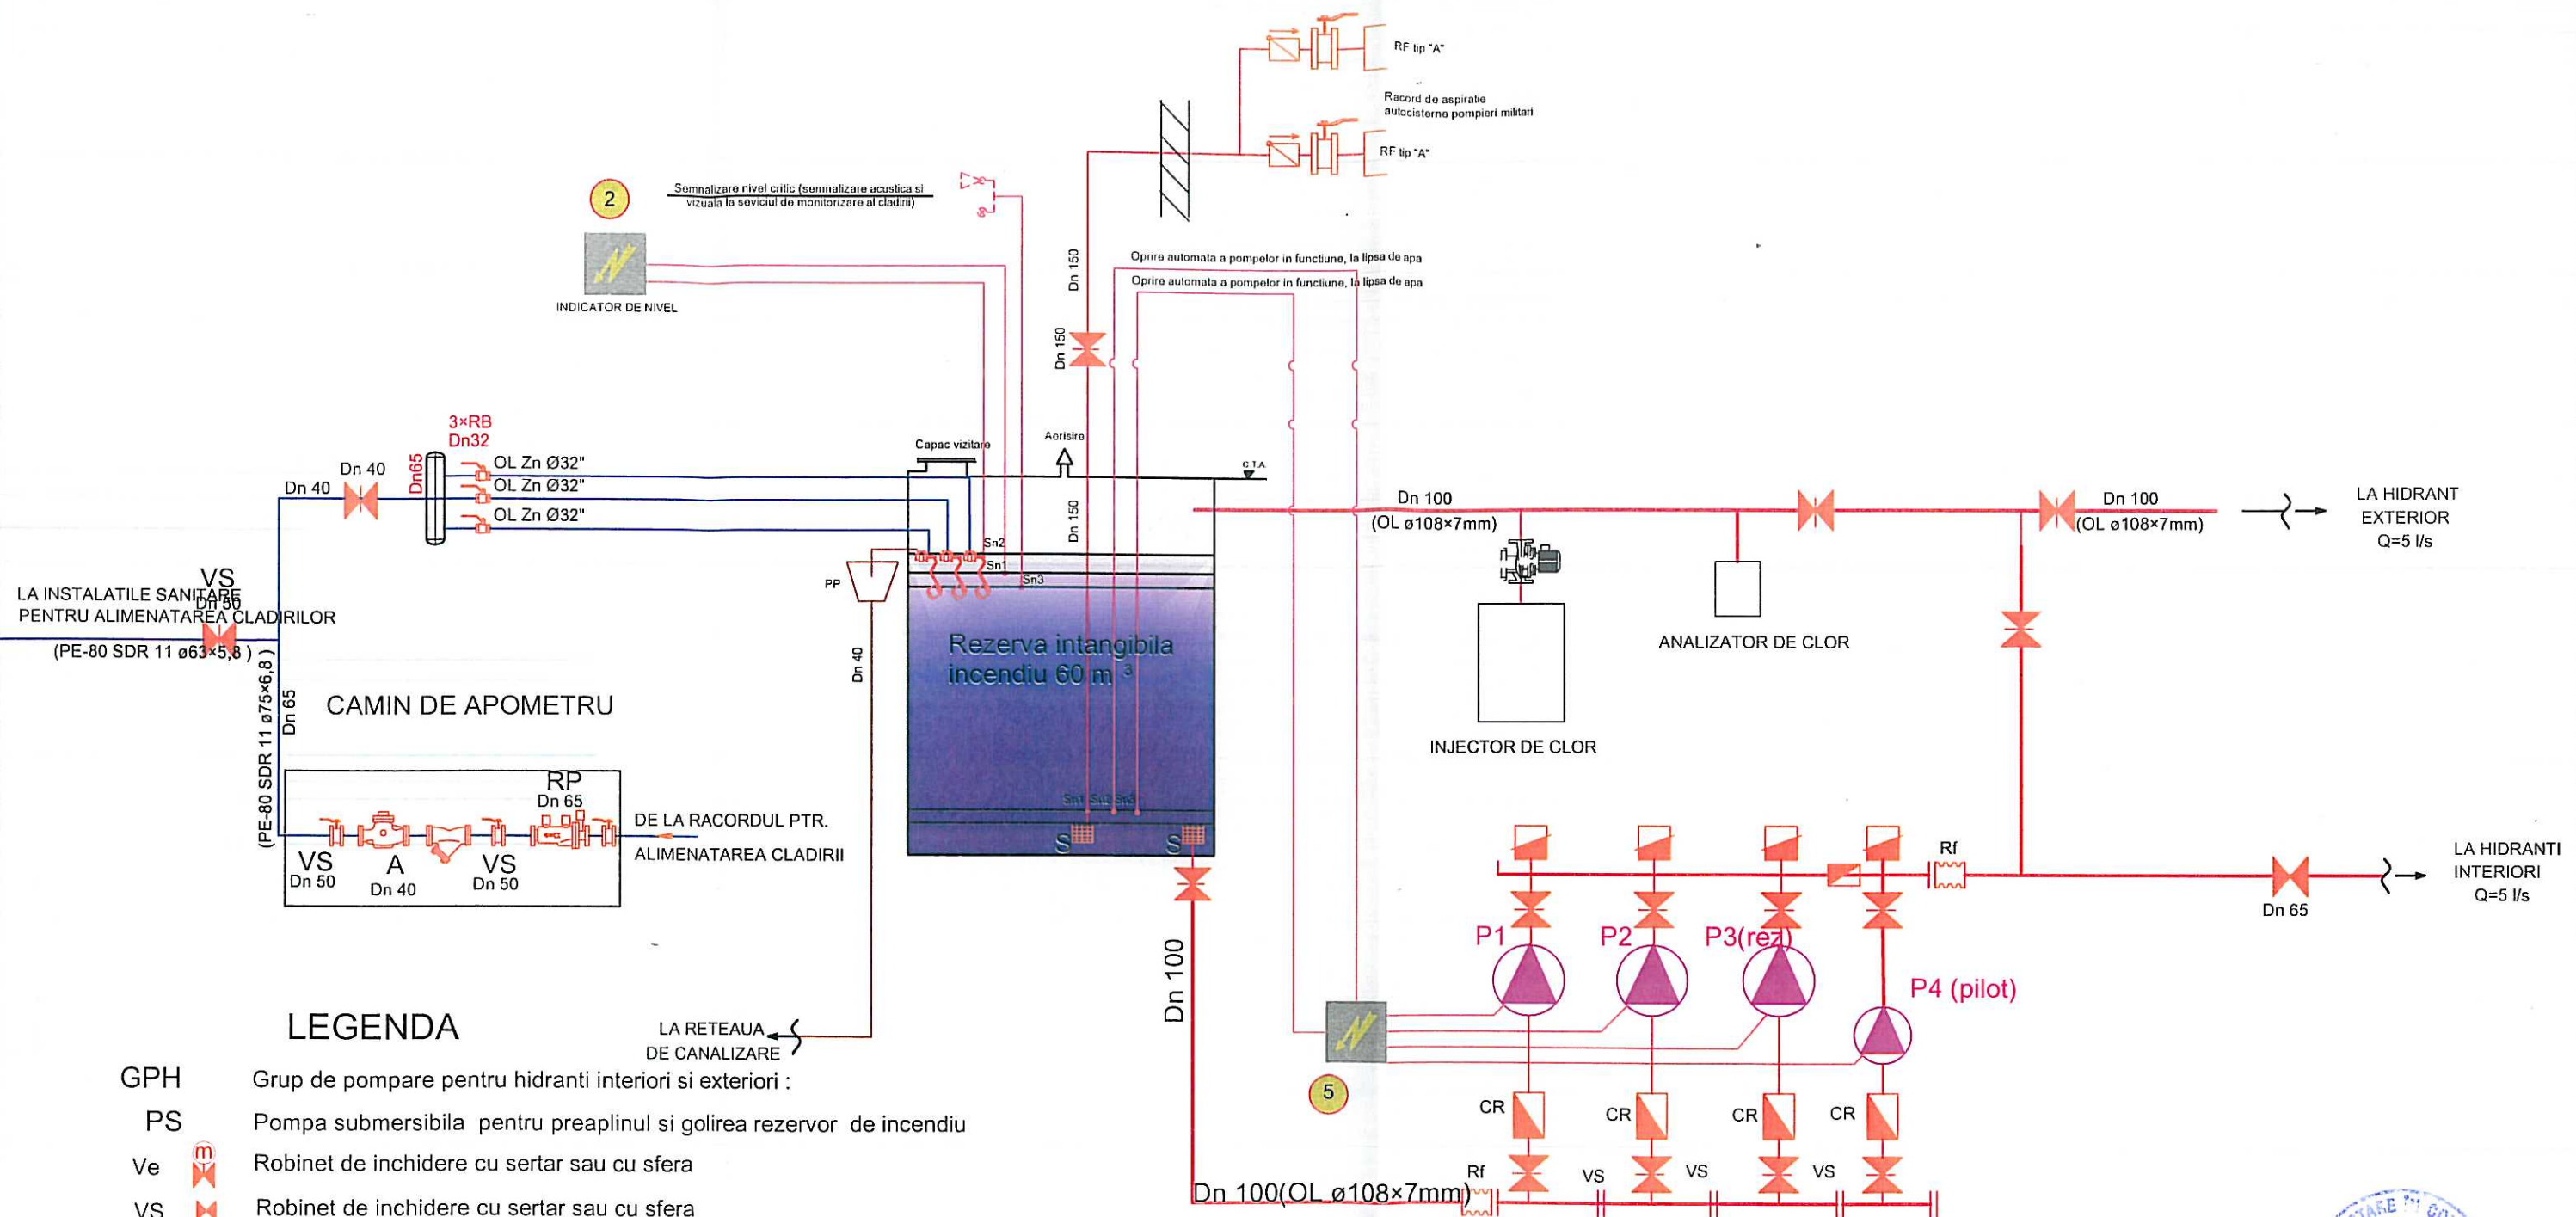 RF tip "A"
Racord de aspiratie
autocisterne pompieri militari
RF tip "A"
2
Semnalizare nivel critic (semnalizare acustica si
vizuala la seviciul de monitorizare al cladirii)
INDICATOR DE NIVEL
Dn 150
Oprire automata a pompelor in functiune, la lipsa de apa
Oprire automata a pompelor in functiune, la lipsa de apa
Dn 150
3×RB
Dn32
Dn65
Dn 40
Dn 40
OL Zn Ø32"
OL Zn Ø32"
OL Zn Ø32"
Capac vizitare
Aerisire
C.T.A
Dn 150
Sn2
Sn1
Sn3
PP
Dn 40
Dn 100
(OL ø108×7mm)
Dn 100
(OL ø108×7mm)
LA HIDRANT
EXTERIOR
Q=5 l/s
VS
Dn 50
LA INSTALATILE SANITARE
PENTRU ALIMENATAREA CLADIRILOR
(PE-80 SDR 11 ø63×5,8 )
(PE-80 SDR 11 ø75×6,8 )
Dn 65
Rezerva intangibila
incendiu 60 m 3
ANALIZATOR DE CLOR
INJECTOR DE CLOR
CAMIN DE APOMETRU
RP
Dn 65
VS
Dn 50
A
Dn 40
VS
Dn 50
DE LA RACORDUL PTR.
ALIMENATAREA CLADIRII
Sn1 Sn2 Sn3
S
S
Rf
LA HIDRANTI
INTERIORI
Q=5 l/s
Dn 65
P1
P2
P3(rez)
P4 (pilot)
Dn 100
5
CR
CR
CR
CR
Rf
VS
VS
VS
Dn 100(OL ø108×7mm)
LA RETEAUA
DE CANALIZARE
LEGENDA
GPH Grup de pompare pentru hidranti interiori si exteriori :
PS Pompa submersibila pentru preaplinul si golirea rezervor de incendiu
m
Ve Robinet de inchidere cu sertar sau cu sfera
VS Robinet de inchidere cu sertar sau cu sfera